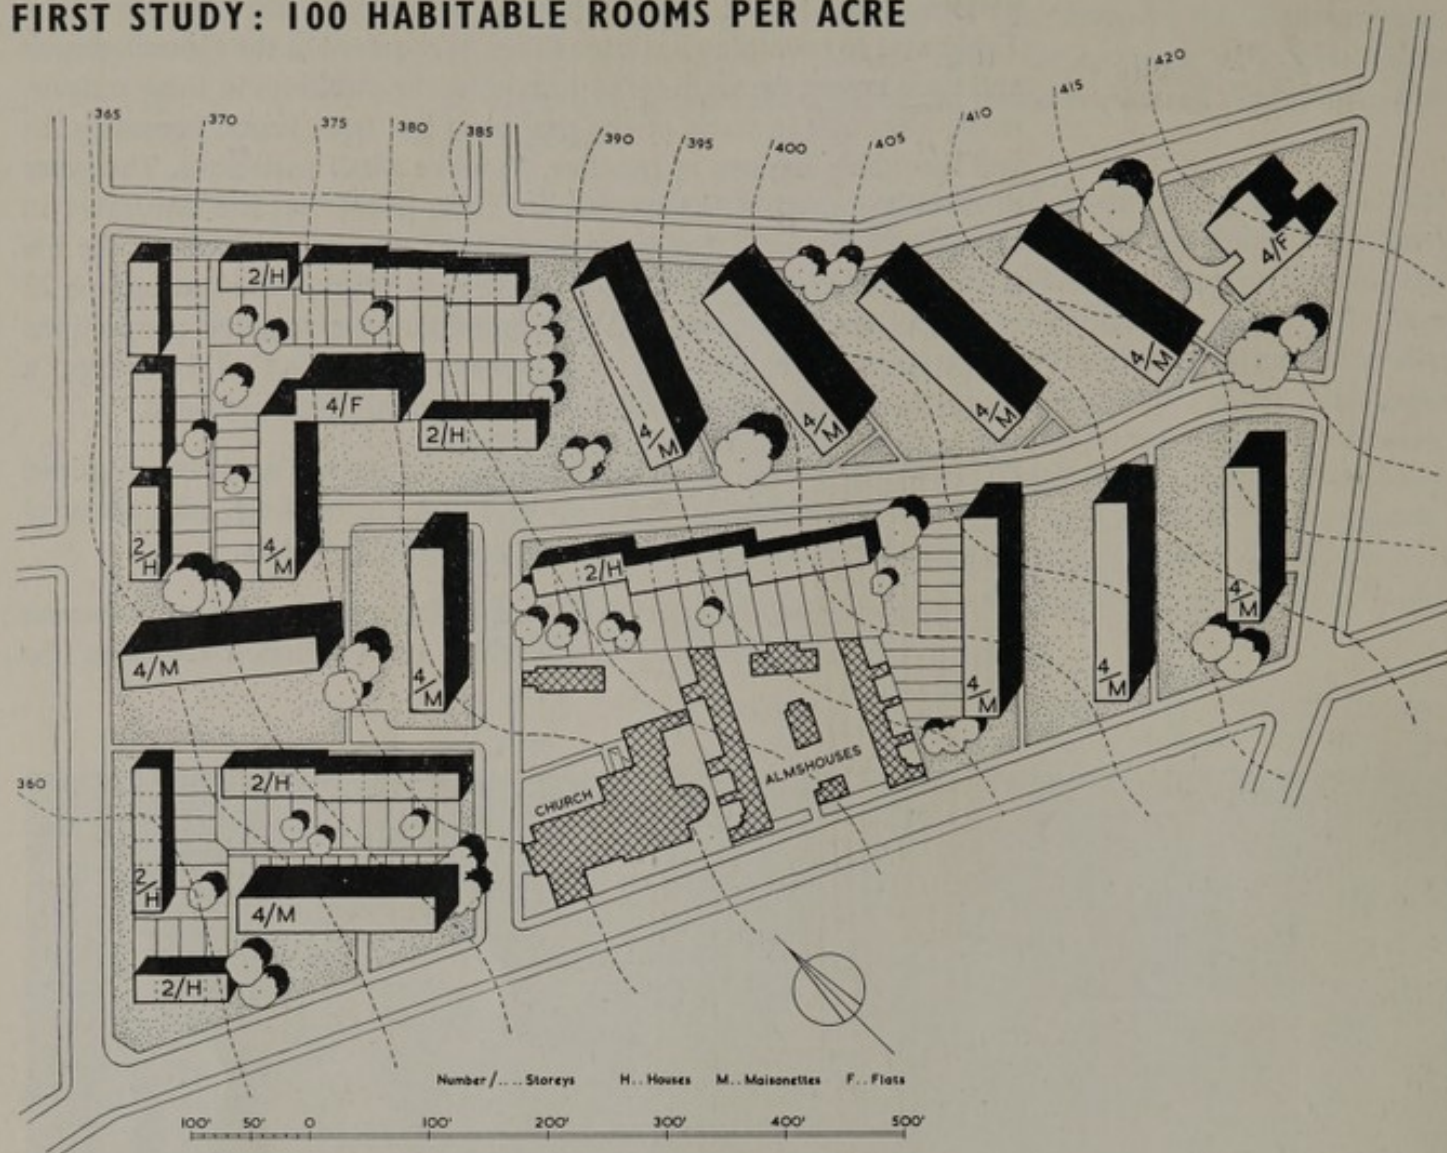 FIRST STUDY: 100 HABITABLE ROOMS PER ACRE
365 370 375 380 385 390 395 400 405 410 415 420
2/H
4/F
4/F
2/H
4/M
4/M
4/M
4/M
2/H
4/M
2/H
4/M
4/M
4/M
4/M
4/M
360
2/H
CHURCH
ALMSHOUSES
2/H
4/M
2/H
Number/.... Storeys H.. Houses M.. Maisonettes F.. Flats
100' 50' 0 100' 200' 300' 400' 500'